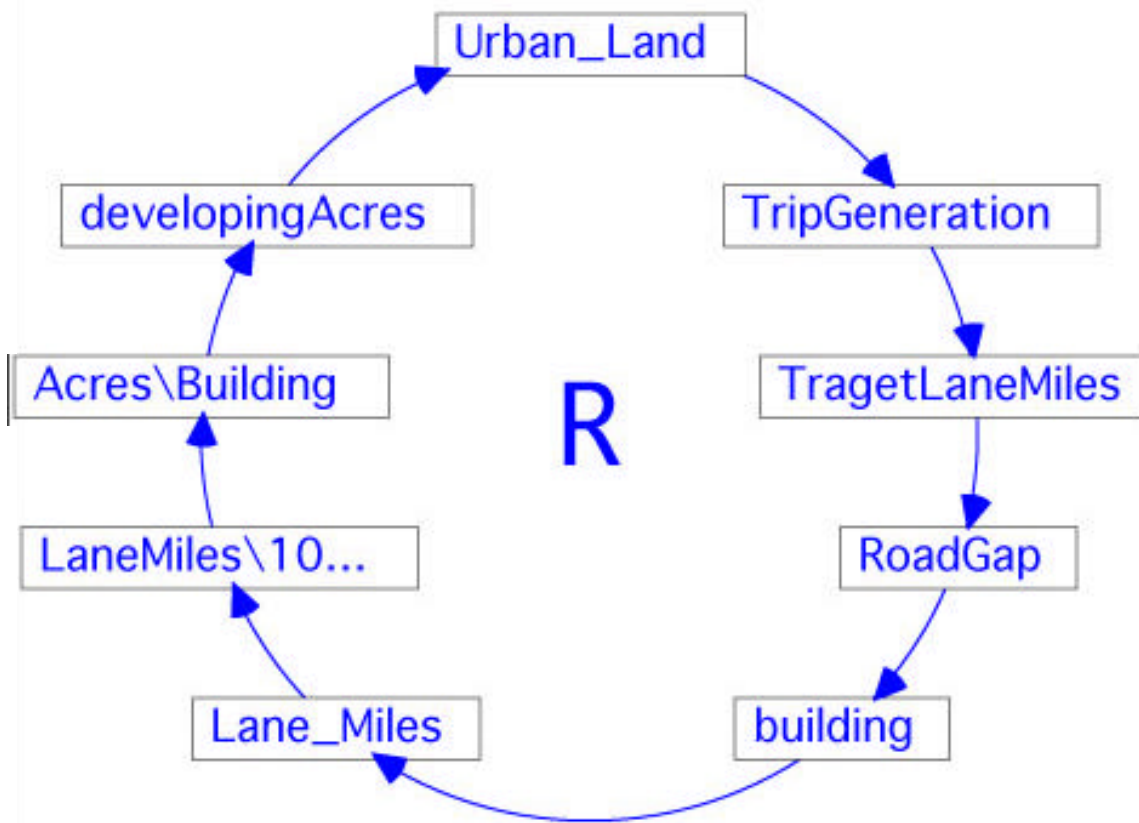 Urban_Land
developingAcres
TripGeneration
Acres\Building
TragetLaneMiles
R
LaneMiles\10...
RoadGap
Lane_Miles
building